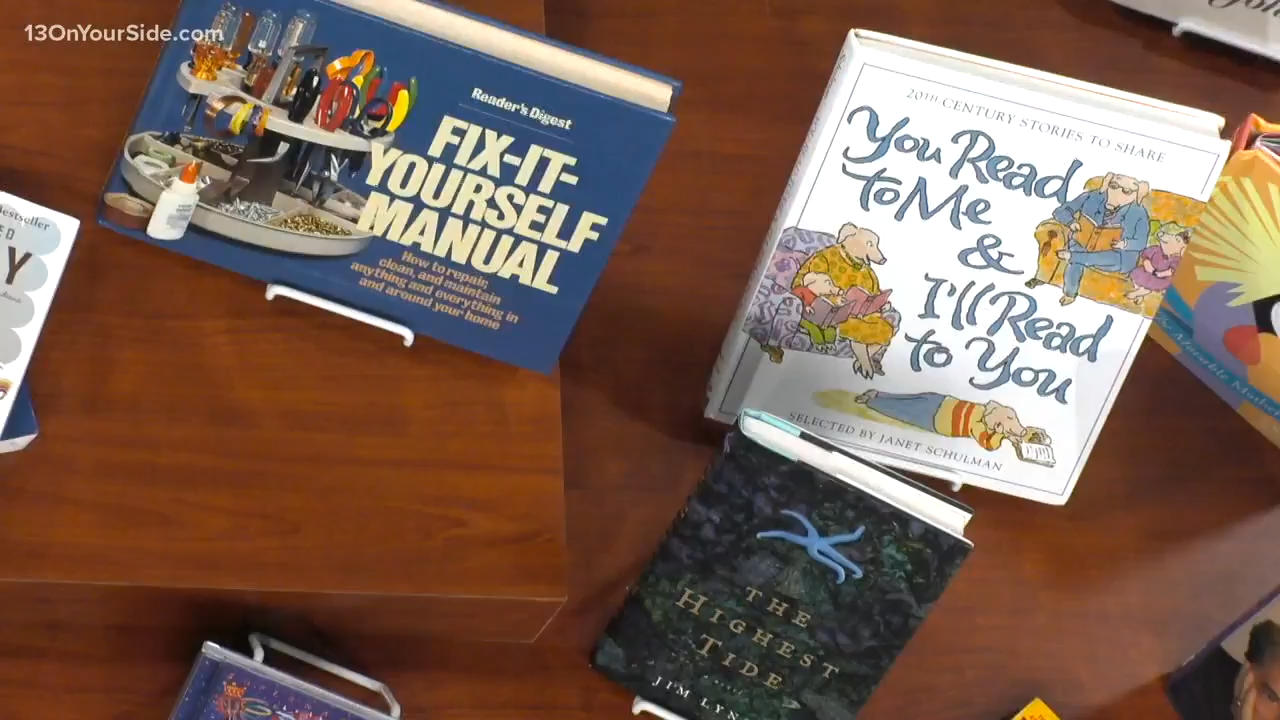 13OnYourSide.com
Reader's Digest
FIX-IT-
YOURSELF
MANUAL
How to repair,
clean, and maintain
anything and everything in
and around your home
20TH-CENTURY STORIES TO SHARE
You Read
to Me
&
I'll Read
to You
SELECTED BY JANET SCHULMAN
THE
HIGHEST
TIDE
JIM LYN
Bestseller
Y